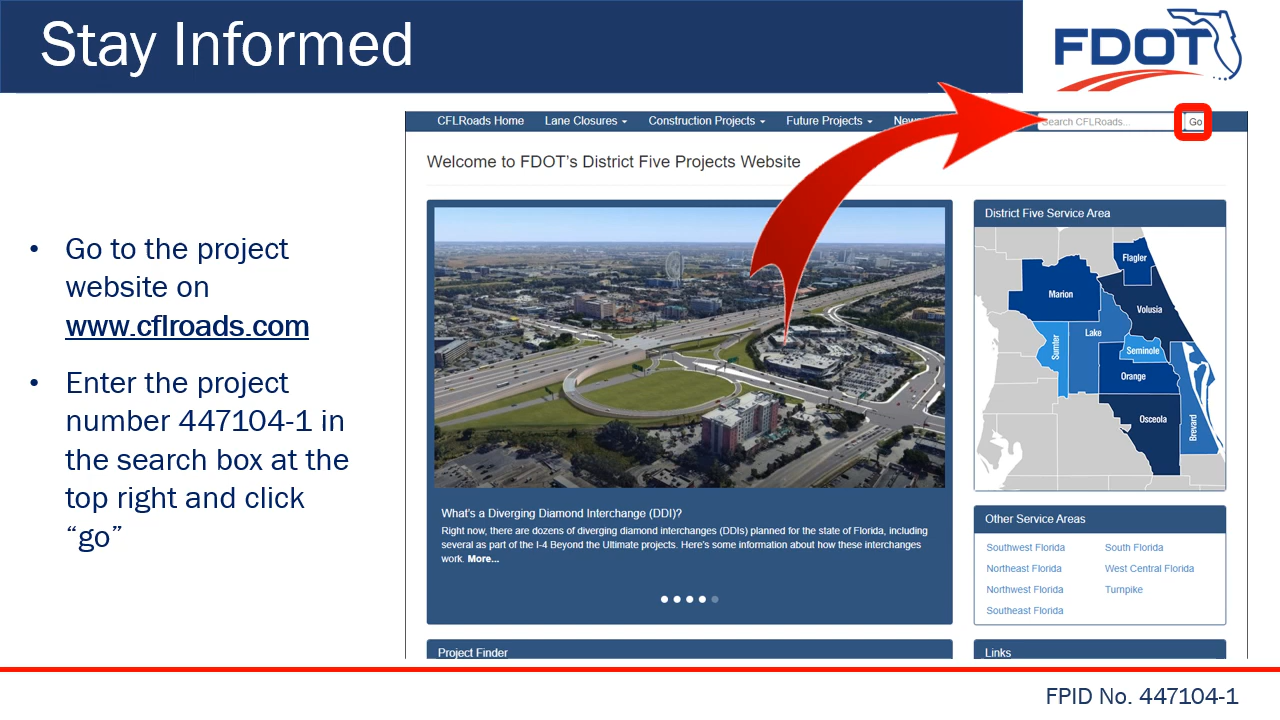 Stay Informed
FDOT
• Go to the project
website on
www.cflroads.com
• Enter the project
number 447104-1 in
the search box at the
top right and click
“go”
CFLRoads Home Lane Closures Construction Projects Future Projects Search CFLRoads... Go
Welcome to FDOT’s District Five Projects Website
What’s a Diverging Diamond Interchange (DDI)?
Right now, there are dozens of diverging diamond interchanges (DDIs) planned for the state of Florida, including
several as part of the I-4 Beyond the Ultimate projects. Here’s some information about how these interchanges
work. More...
Project Finder
District Five Service Area
Flagler
Marion
Volusia
Lake
Sumter
Seminole
Orange
Osceola
Brevard
Other Service Areas
Southwest Florida South Florida
Northeast Florida West Central Florida
Northwest Florida Turnpike
Southeast Florida
Links
FPID No. 447104-1